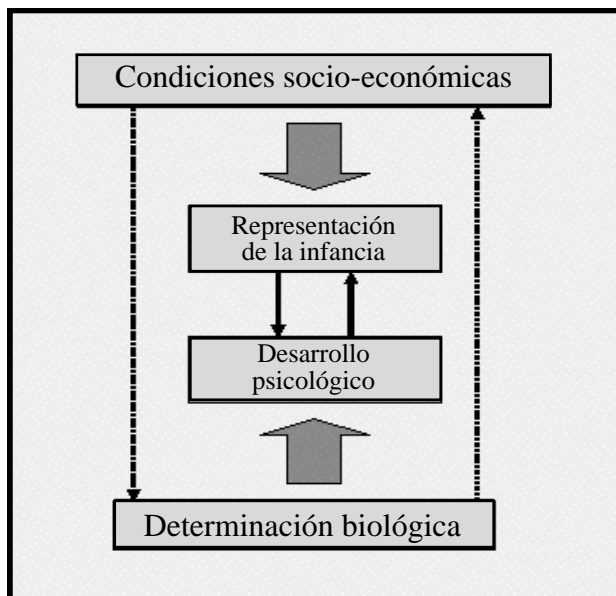 Condiciones socio-económicas
Representación
de la infancia
Desarrollo
psicológico
Determinación biológica